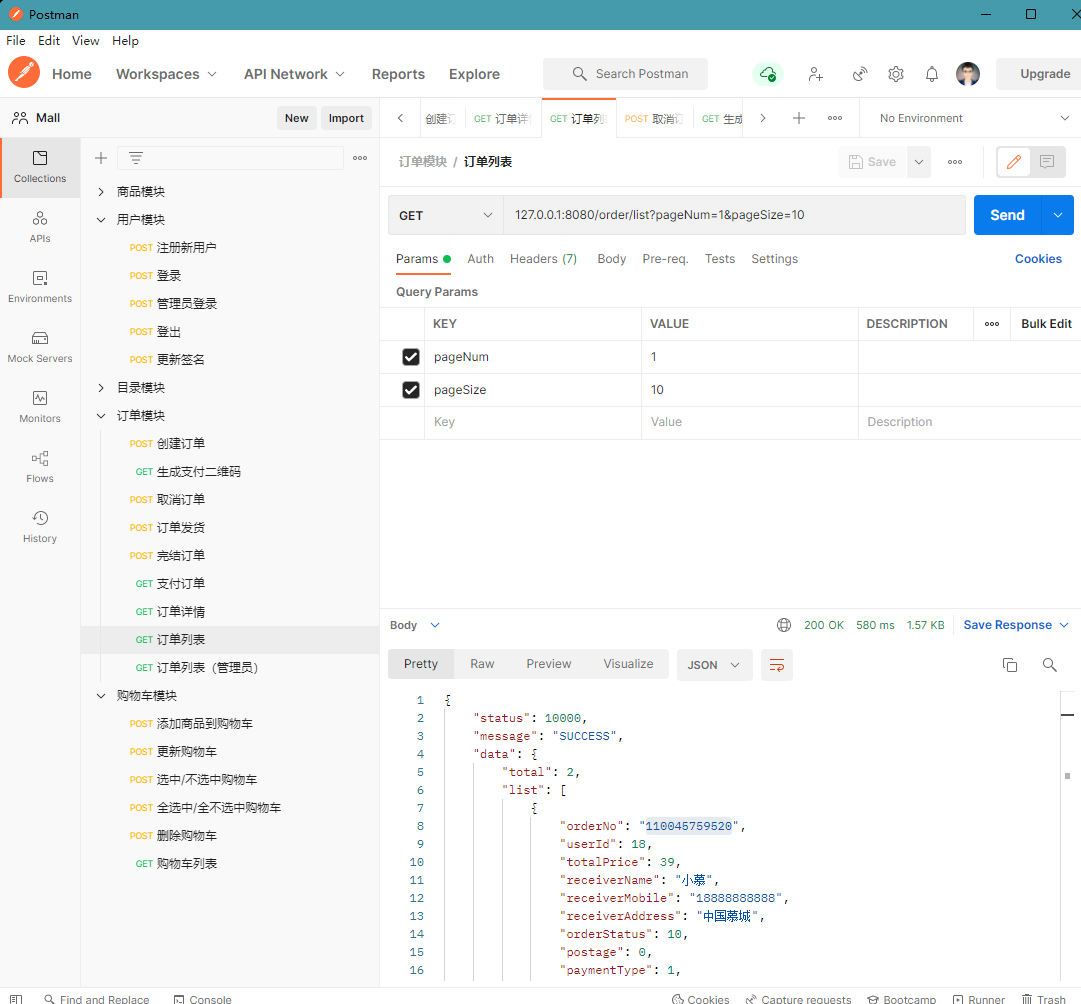 Postman
File Edit View Help
Home Workspaces API Network Reports Explore Search Postman Upgrade
Mall New Import
创建订 GET 订单详 GET 订单列 POST 取消订 GET 生成 No Environment
订单模块 / 订单列表 Save
GET 127.0.0.1:8080/order/list?pageNum=1&pageSize=10 Send
Params Auth Headers (7) Body Pre-req. Tests Settings Cookies
Query Params
KEY VALUE DESCRIPTION Bulk Edit
pageNum 1
pageSize 10
Key Value Description
Collections
APIs
Environments
Mock Servers
Monitors
Flows
History
商品模块
用户模块
POST 注册新用户
POST 登录
POST 管理员登录
POST 登出
POST 更新签名
目录模块
订单模块
POST 创建订单
GET 生成支付二维码
POST 取消订单
POST 订单发货
POST 完结订单
GET 支付订单
GET 订单详情
GET 订单列表
GET 订单列表（管理员）
购物车模块
POST 添加商品到购物车
POST 更新购物车
POST 选中/不选中购物车
POST 全选中/全不选中购物车
POST 删除购物车
GET 购物车列表
Body 200 OK 580 ms 1.57 KB Save Response
Pretty Raw Preview Visualize JSON
1 {
2 "status": 10000,
3 "message": "SUCCESS",
4 "data": {
5 "total": 2,
6 "list": [
7 {
8 "orderNo": "110045759520",
9 "userId": 18,
10 "totalPrice": 39,
11 "receiverName": "小慕",
12 "receiverMobile": "18888888888",
13 "receiverAddress": "中国慕城",
14 "orderStatus": 10,
15 "postage": 0,
16 "paymentType": 1,
Find and Replace Console Cookies Capture requests Bootcamp Runner Trash